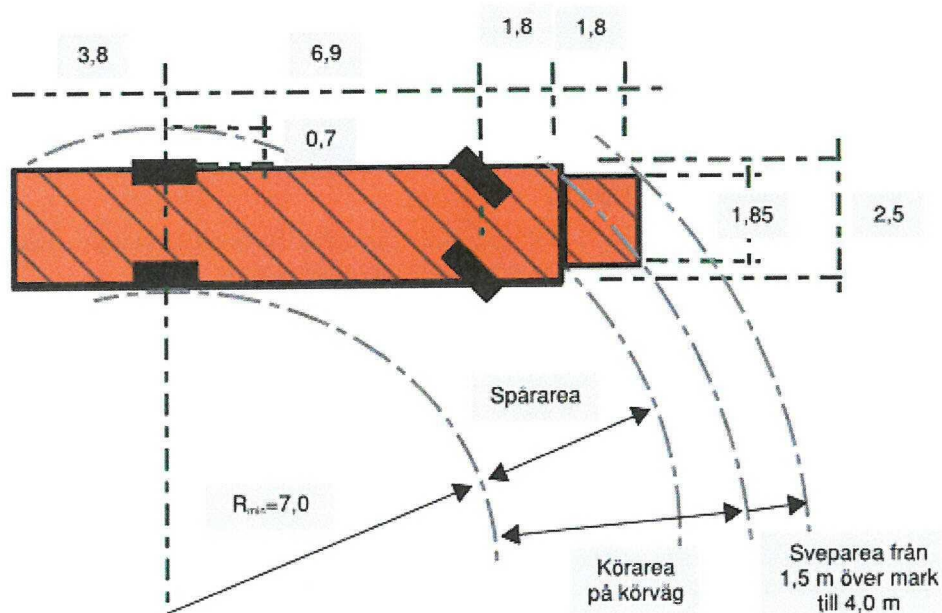 1,8
1,8
3,8
6,9
0,7
1,85
2,5
Spårarea
Rmin=7,0
Körarea
på körväg
Sveparea från
1,5 m över mark
till 4,0 m